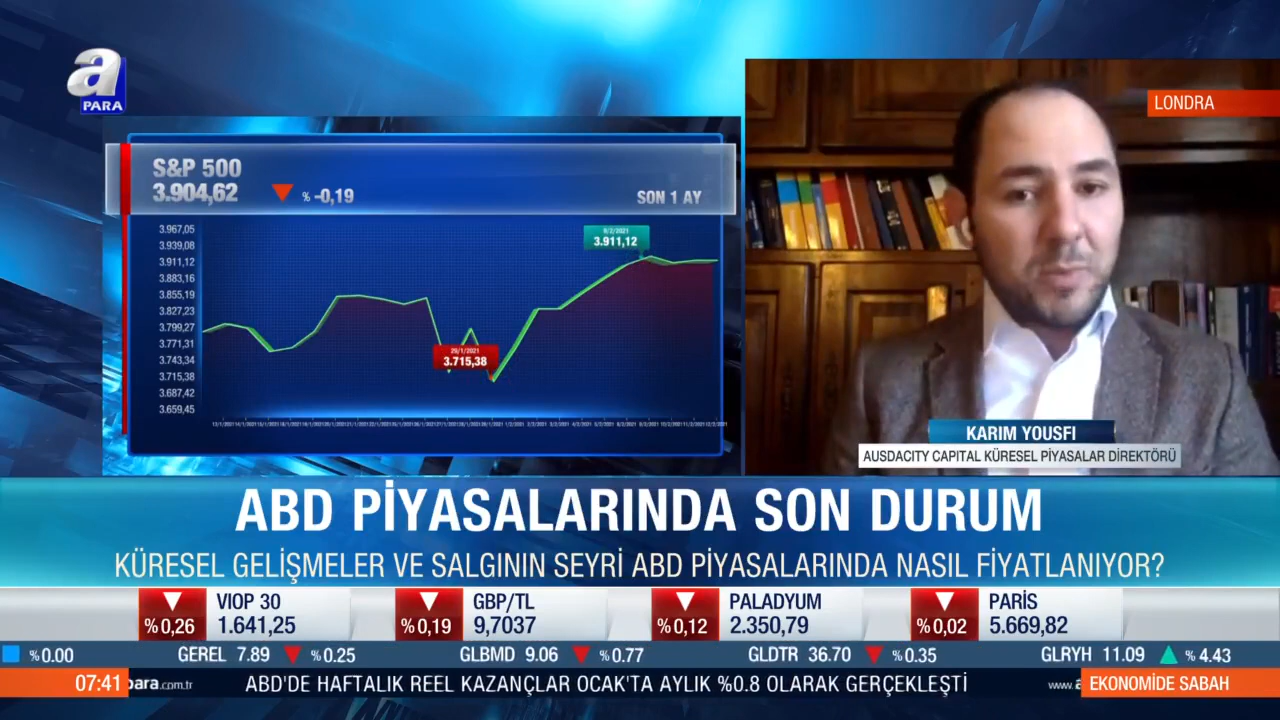 a
PARA
LONDRA
S&P 500
3.904,62
% -0,19
SON 1 AY
3.967,05
3.939,08
3.911,12
3.883,16
3.855,19
3.827,23
3.799,27
3.771,31
3.743,34
3.715,38
3.687,42
3.659,45
9/2/2021
3.911,12
29/1/2021
3.715,38
KARIM YOUSFI
AUSDACITY CAPITAL KÜRESEL PİYASALAR DİREKTÖRÜ
ABD PİYASALARINDA SON DURUM
KÜRESEL GELİŞMELER VE SALGININ SEYRİ ABD PİYASALARINDA NASIL FİYATLANIYOR?
%0,26 VIOP 30 1.641,25
%0,19 GBP/TL 9,7037
%0,12 PALADYUM 2.350,79
%0,02 PARİS 5.669,82
%0.00 GEREL 7.89 %0.25 GLBMD 9.06 %0.77 GLDTR 36.70 %0.35 GLRYH 11.09 %4.43
07:41 para.com.tr ABD'DE HAFTALIK REEL KAZANÇLAR OCAK'TA AYLIK %0.8 OLARAK GERÇEKLEŞTİ www.a EKONOMİDE SABAH